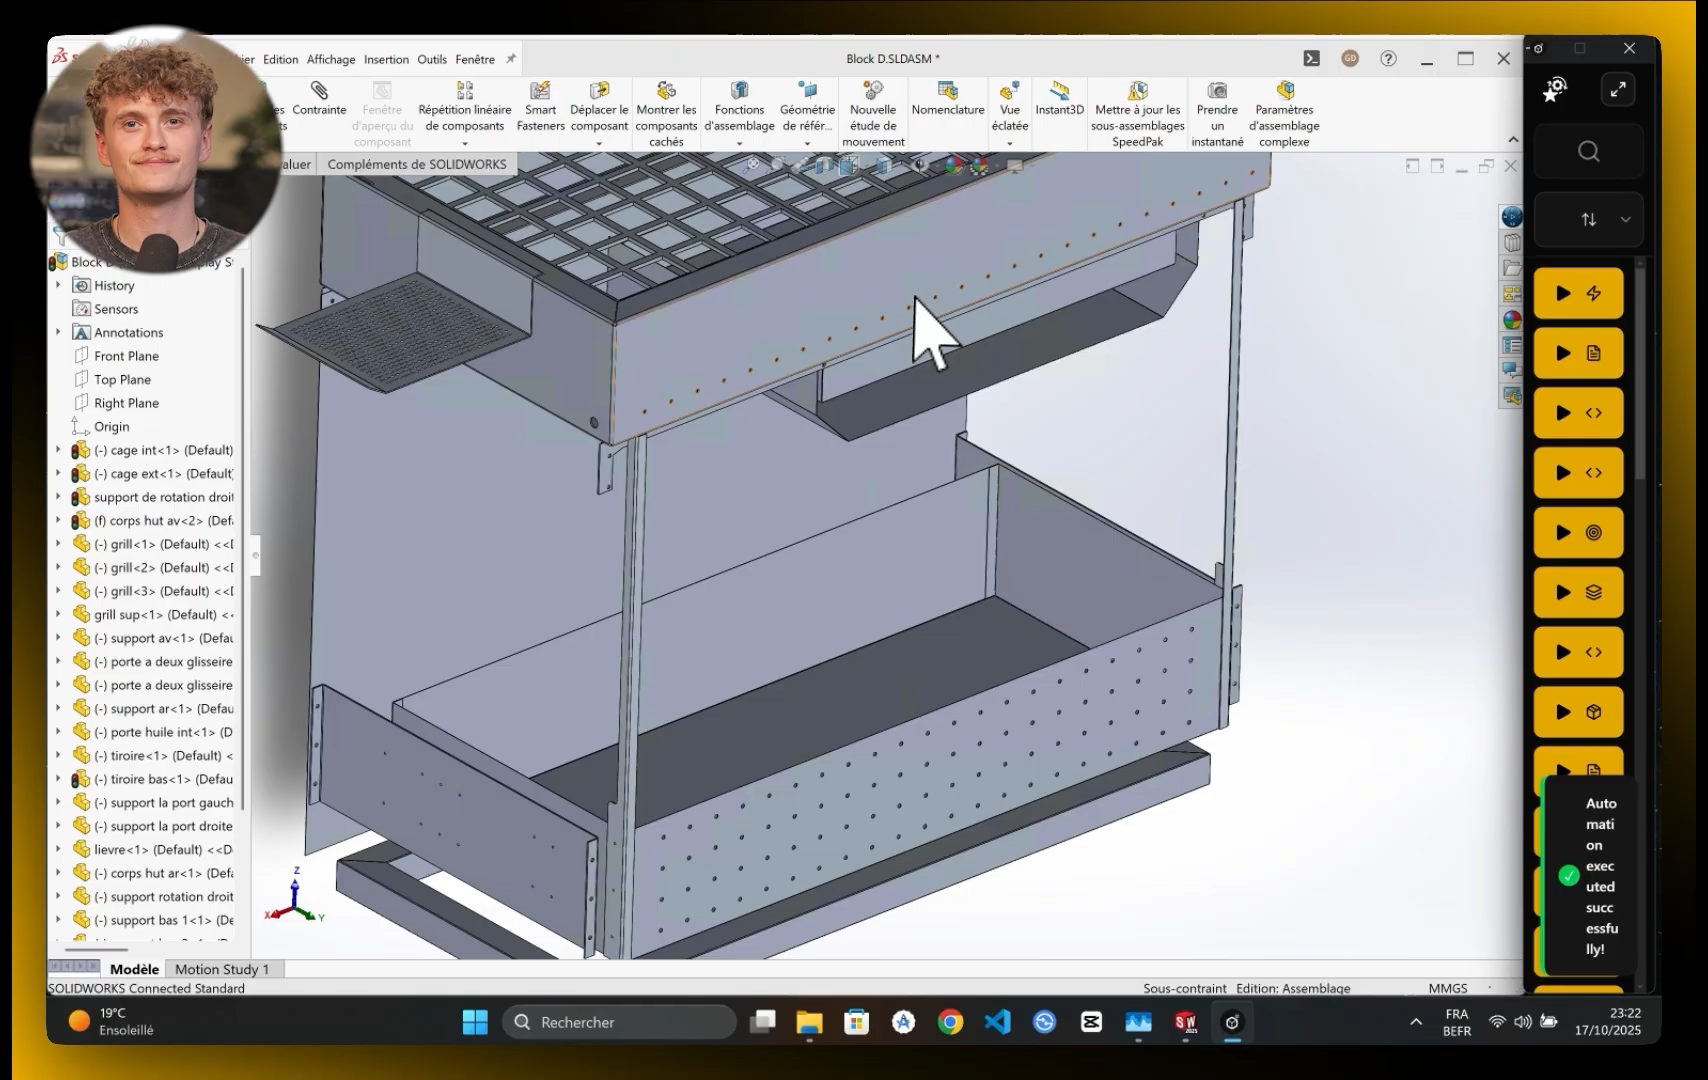 Block D.SLDASM *
Edition Affichage Insertion Outils Fenêtre
GD
Contrainte
Fenêtre
d'aperçu du
composant
Répétition linéaire
de composants
Smart
Fasteners
Déplacer le
composant
Montrer les
composants
cachés
Fonctions
d'assemblage
Géométrie
de référ...
Nouvelle
étude de
mouvement
Nomenclature
Vue
éclatée
Instant3D
Mettre à jour les
sous-assemblages
SpeedPak
Prendre
un
instantané
Paramètres
d'assemblage
complexe
Compléments de SOLIDWORKS
History
Sensors
Annotations
Front Plane
Top Plane
Right Plane
Origin
(-) cage int<1> (Default)
(-) cage ext<1> (Default)
support de rotation droit
(f) corps hut av<2> (Def
(-) grill<1> (Default) <<
(-) grill<2> (Default) <<
(-) grill<3> (Default) <<
grill sup<1> (Default) <
(-) support av<1> (Defau
(-) porte a deux glisseire
(-) porte a deux glisseire
(-) support ar<1> (Defau
(-) porte huile int<1> (D
(-) tiroire<1> (Default) <
(-) tiroire bas<1> (Defau
(-) support la port gauch
(-) support la port droite
lievre<1> (Default) <<D
(-) corps hut ar<1> (Def
(-) support rotation droit
(-) support bas 1<1> (De
Z
X
Y
Modèle Motion Study 1
SOLIDWORKS Connected Standard
Sous-contraint Edition: Assemblage MMGS
Auto
mati
on
exec
uted
succ
essfu
lly!
19°C
Ensoleillé
Rechercher
SW
2025
FRA
BEFR
23:22
17/10/2025